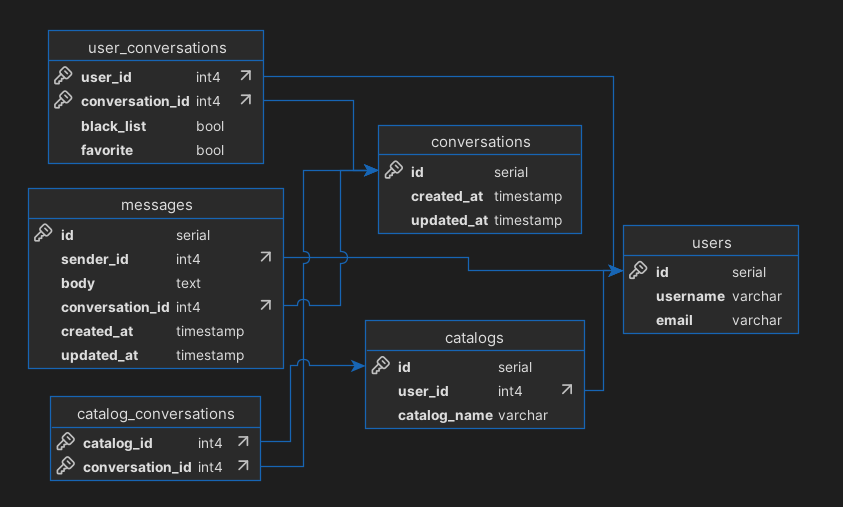 user_conversations
user_id int4
conversation_id int4
black_list bool
favorite bool
conversations
id serial
created_at timestamp
updated_at timestamp
messages
id serial
sender_id int4
body text
conversation_id int4
created_at timestamp
updated_at timestamp
users
id serial
username varchar
email varchar
catalogs
id serial
user_id int4
catalog_name varchar
catalog_conversations
catalog_id int4
conversation_id int4